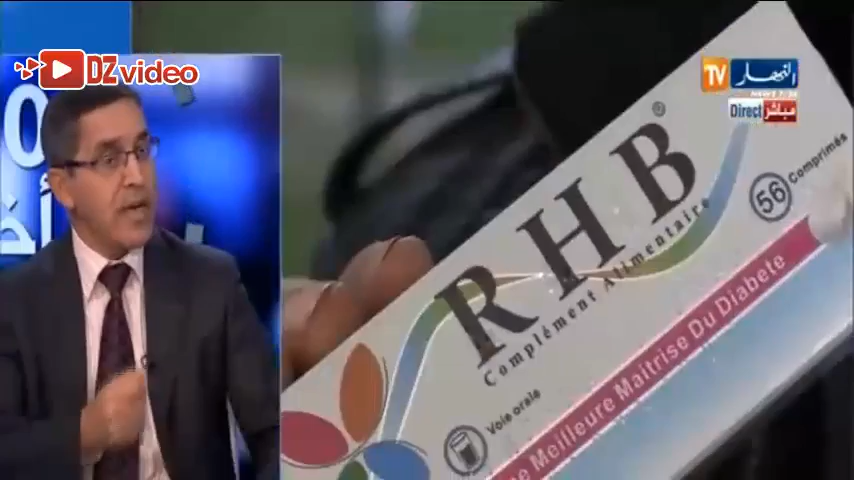 DZvideo
TV النهار
Direct مباشر
RHB
Complément Alimentaire
56 Comprimés
Voie orale
Meilleure Maitrise Du Diabete